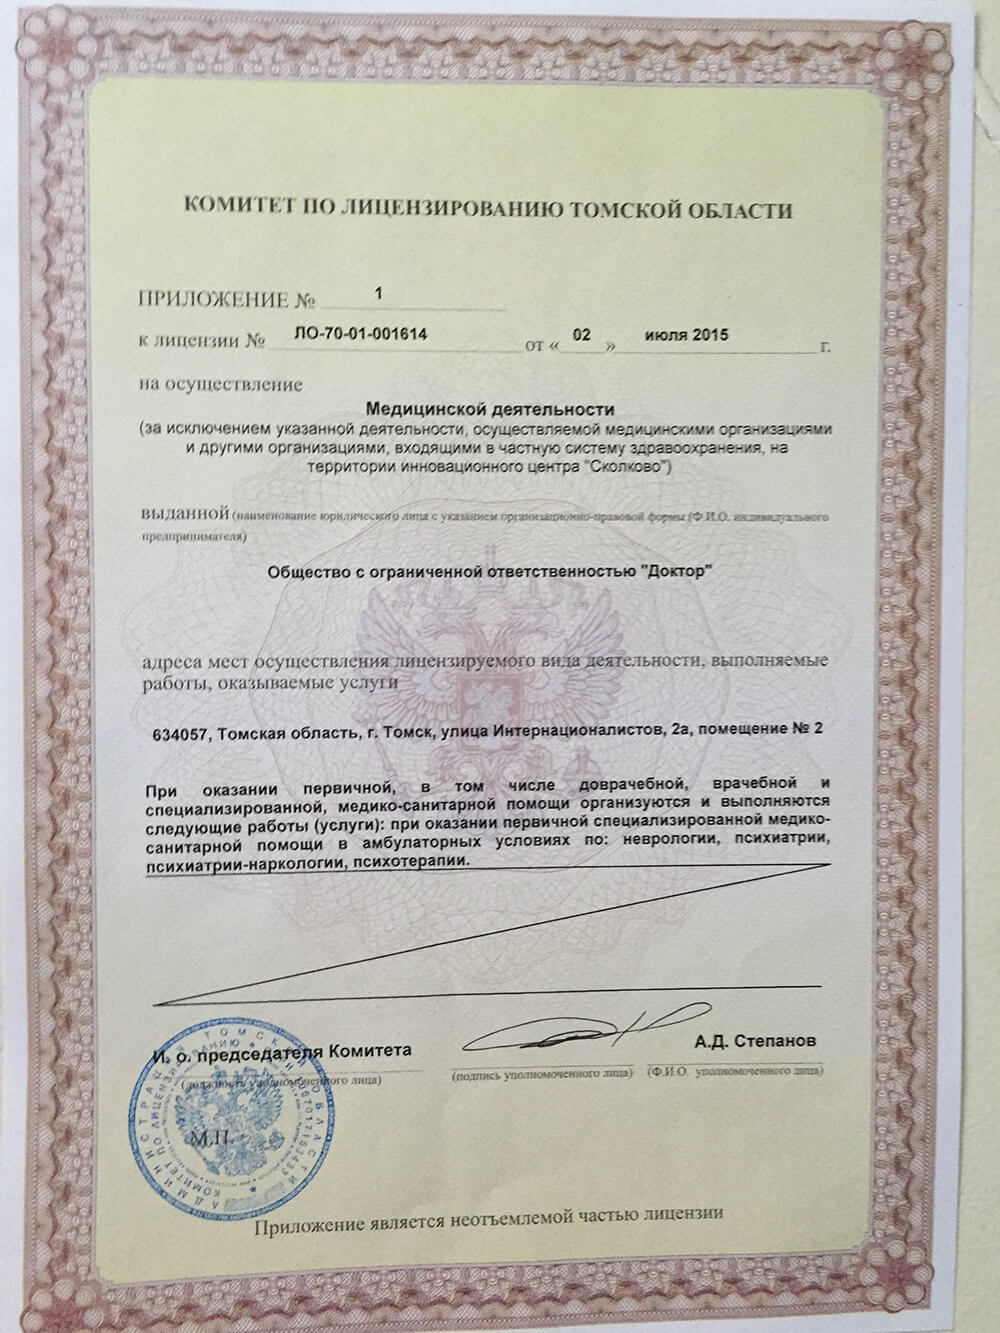 КОМИТЕТ ПО ЛИЦЕНЗИРОВАНИЮ ТОМСКОЙ ОБЛАСТИ
ПРИЛОЖЕНИЕ № 1
к лицензии № ЛО-70-01-001614 от « 02 » июля 2015 г.
на осуществление
Медицинской деятельности
(за исключением указанной деятельности, осуществляемой медицинскими организациями
и другими организациями, входящими в частную систему здравоохранения, на
территории инновационного центра "Сколково")
выданной (наименование юридического лица с указанием организационно-правовой формы (Ф.И.О. индивидуального
предпринимателя)
Общество с ограниченной ответственностью "Доктор"
адреса мест осуществления лицензируемого вида деятельности, выполняемые
работы, оказываемые услуги
634057, Томская область, г. Томск, улица Интернационалистов, 2а, помещение № 2
При оказании первичной, в том числе доврачебной, врачебной и
специализированной, медико-санитарной помощи организуются и выполняются
следующие работы (услуги): при оказании первичной специализированной медико-
санитарной помощи в амбулаторных условиях по: неврологии, психиатрии,
психиатрии-наркологии, психотерапии.
И. о. председателя Комитета А.Д. Степанов
(должность уполномоченного лица) (подпись уполномоченного лица) (Ф.И.О. уполномоченного лица)
М.П.
АДМИНИСТРАЦИЯ ТОМСКОЙ ОБЛАСТИ
КОМИТЕТ ПО ЛИЦЕНЗИРОВАНИЮ
Приложение является неотъемлемой частью лицензии